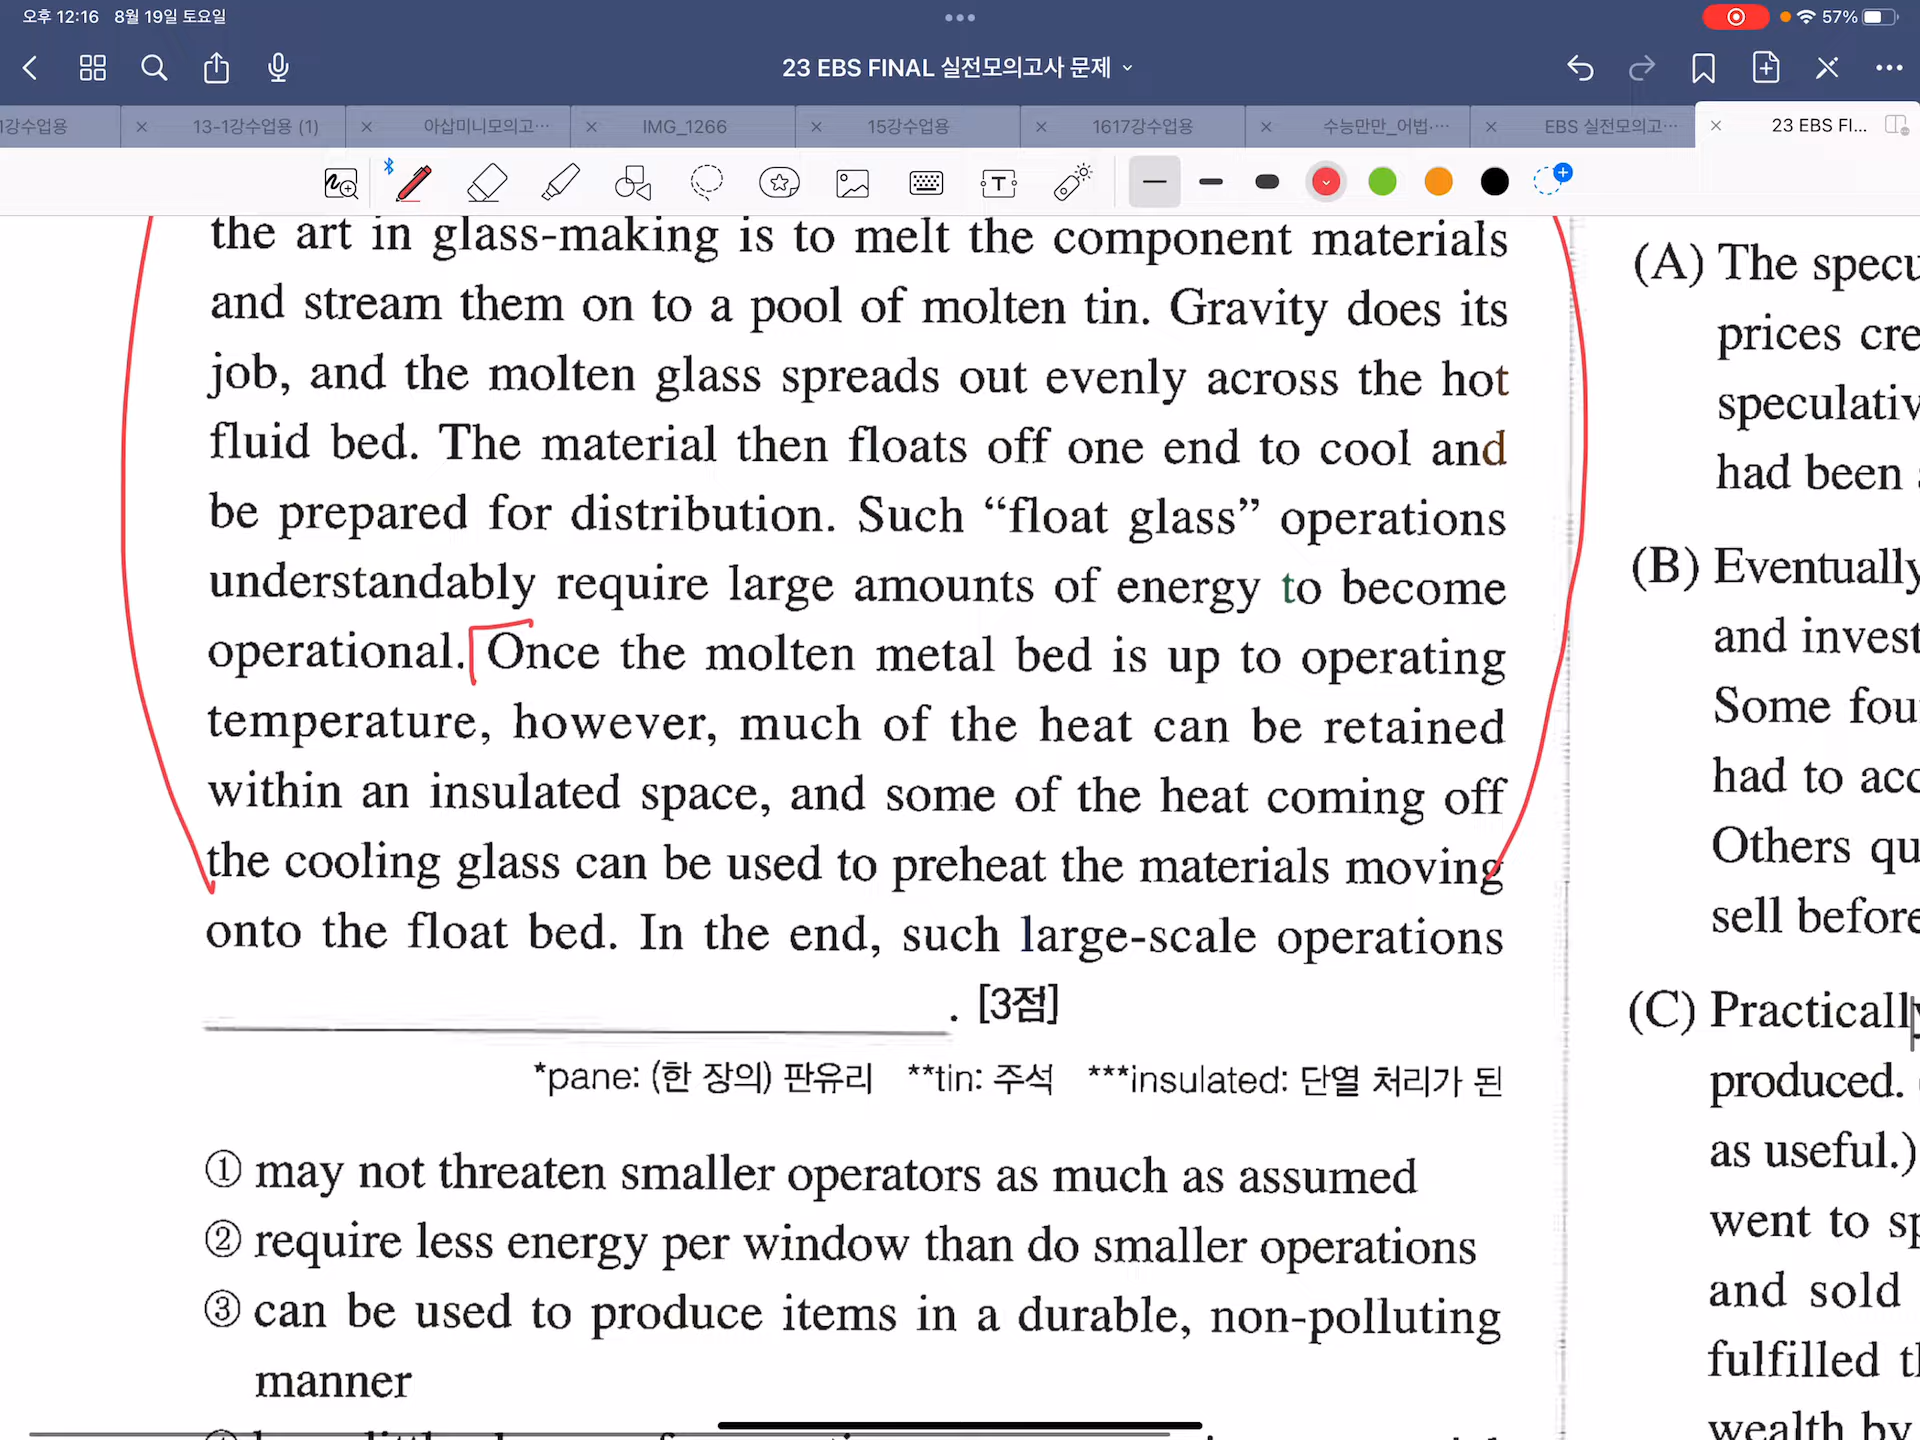 오후 12:16 8월 19일 토요일
57%
23 EBS FINAL 실전모의고사 문제
1강수업용
13-1강수업용 (1)
아삽미니모의고…
IMG_1266
15강수업용
1617강수업용
수능만만_어법·…
EBS 실전모의고…
23 EBS FI...
the art in glass-making is to melt the component materials
and stream them on to a pool of molten tin. Gravity does its
job, and the molten glass spreads out evenly across the hot
fluid bed. The material then floats off one end to cool and
be prepared for distribution. Such “float glass” operations
understandably require large amounts of energy to become
operational. Once the molten metal bed is up to operating
temperature, however, much of the heat can be retained
within an insulated space, and some of the heat coming off
the cooling glass can be used to preheat the materials moving
onto the float bed. In the end, such large-scale operations
. [3점]
*pane: (한 장의) 판유리 **tin: 주석 ***insulated: 단열 처리가 된
① may not threaten smaller operators as much as assumed
② require less energy per window than do smaller operations
③ can be used to produce items in a durable, non-polluting
manner
(A) The specu
prices cre
speculativ
had been
(B) Eventually
and invest
Some fou
had to acc
Others qu
sell before
(C) Practically
produced.
as useful.)
went to sp
and sold
fulfilled th
wealth by